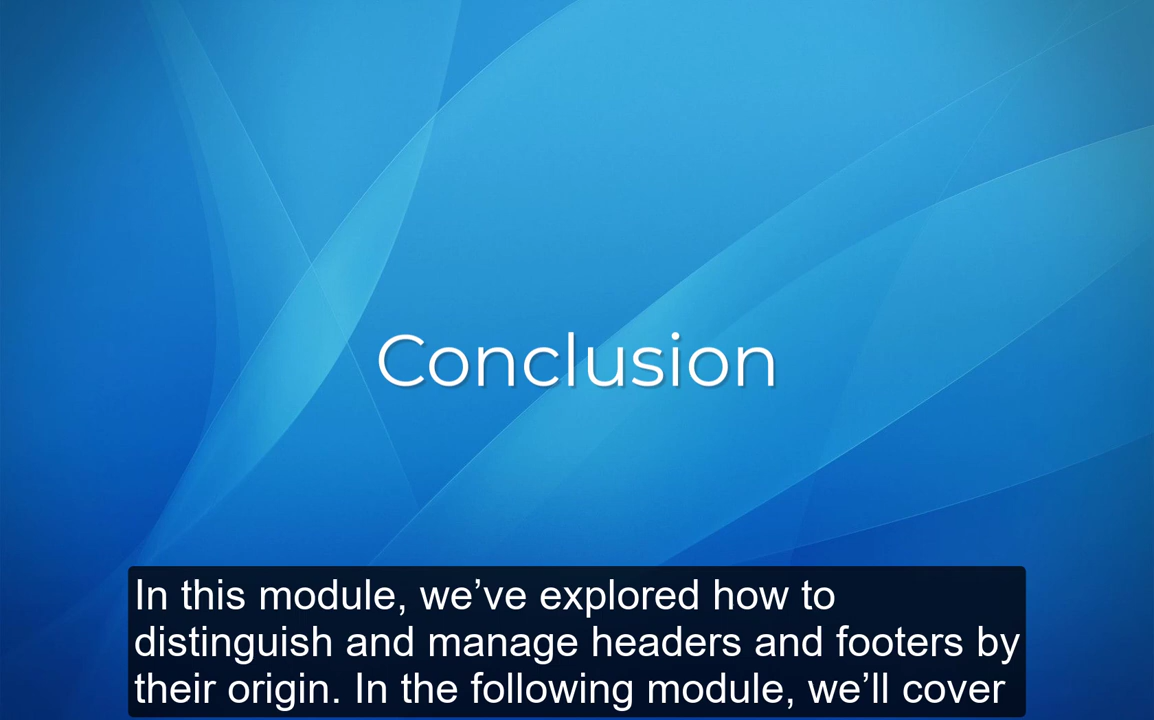 Conclusion
In this module, we’ve explored how to
distinguish and manage headers and footers by
their origin. In the following module, we’ll cover